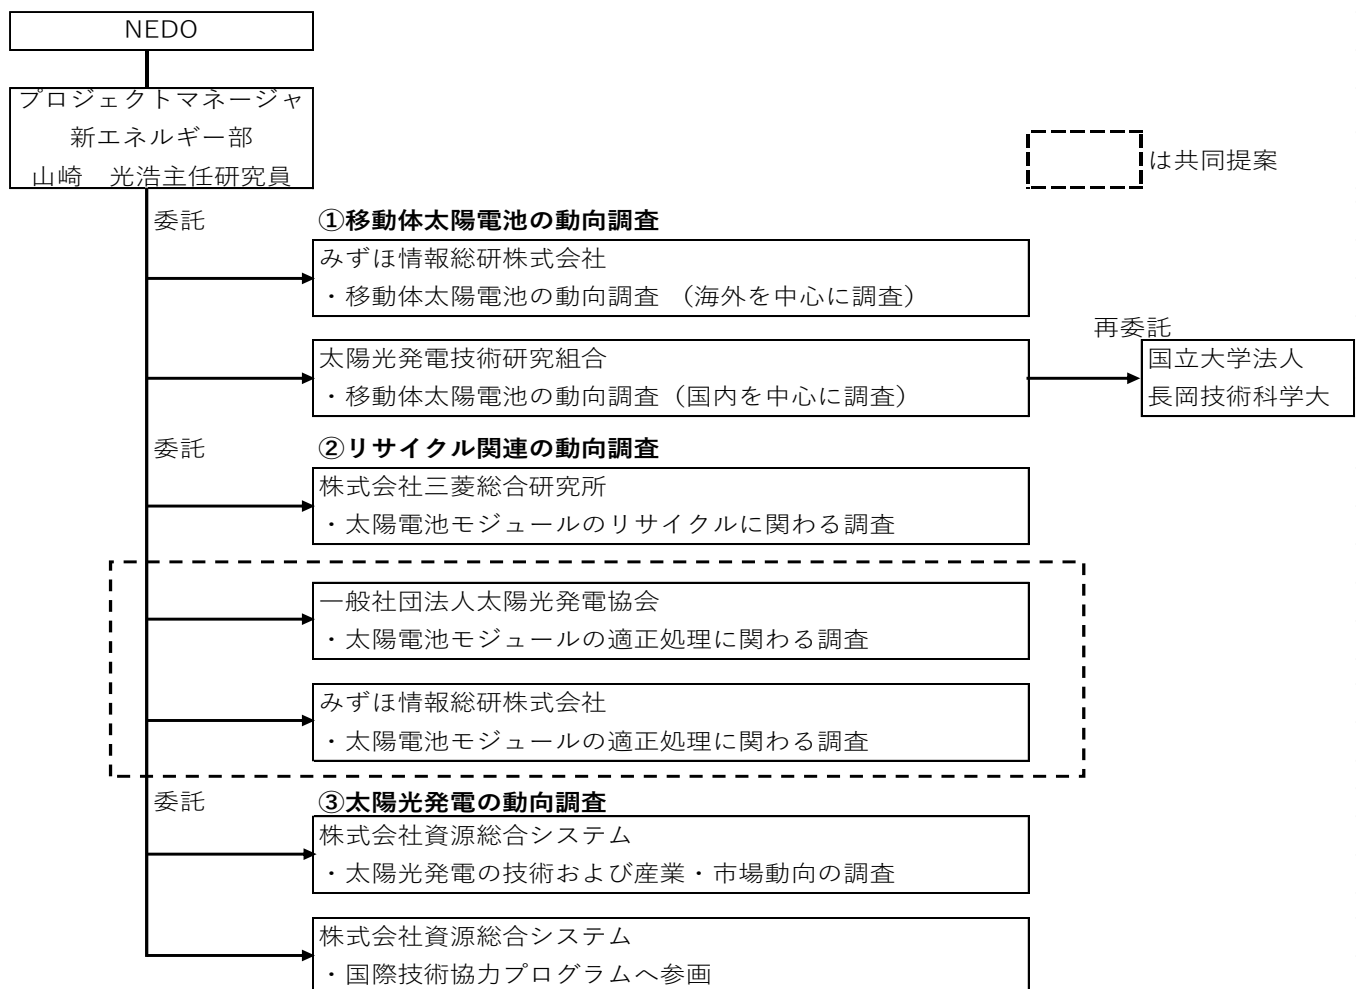 NEDO
プロジェクトマネージャ
新エネルギー部
山崎　光浩主任研究員
は共同提案
委託
①移動体太陽電池の動向調査
みずほ情報総研株式会社
・移動体太陽電池の動向調査 （海外を中心に調査）
太陽光発電技術研究組合
・移動体太陽電池の動向調査（国内を中心に調査）
再委託
国立大学法人
長岡技術科学大
委託
②リサイクル関連の動向調査
株式会社三菱総合研究所
・太陽電池モジュールのリサイクルに関わる調査
一般社団法人太陽光発電協会
・太陽電池モジュールの適正処理に関わる調査
みずほ情報総研株式会社
・太陽電池モジュールの適正処理に関わる調査
委託
③太陽光発電の動向調査
株式会社資源総合システム
・太陽光発電の技術および産業・市場動向の調査
株式会社資源総合システム
・国際技術協力プログラムへ参画